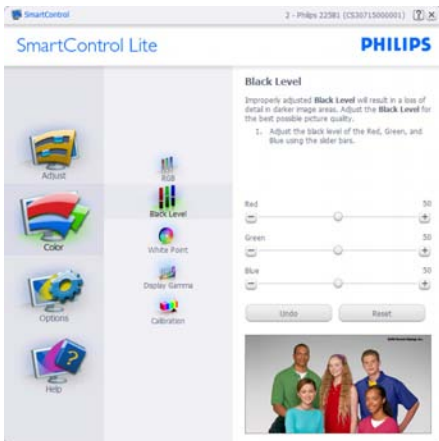 SmartControl
2 - Philips 225B1 (CS30715000001)
SmartControl Lite
PHILIPS
Adjust
Color
Options
Help
RGB
Black Level
White Point
Display Gamma
Calibration
Black Level
Improperly adjusted Black Level will result in a loss of
detail in darker image areas. Adjust the Black Level for
the best possible picture quality.
1. Adjust the black level of the Red, Green, and
Blue using the slider bars.
Red 50
Green 50
Blue 50
Undo Reset